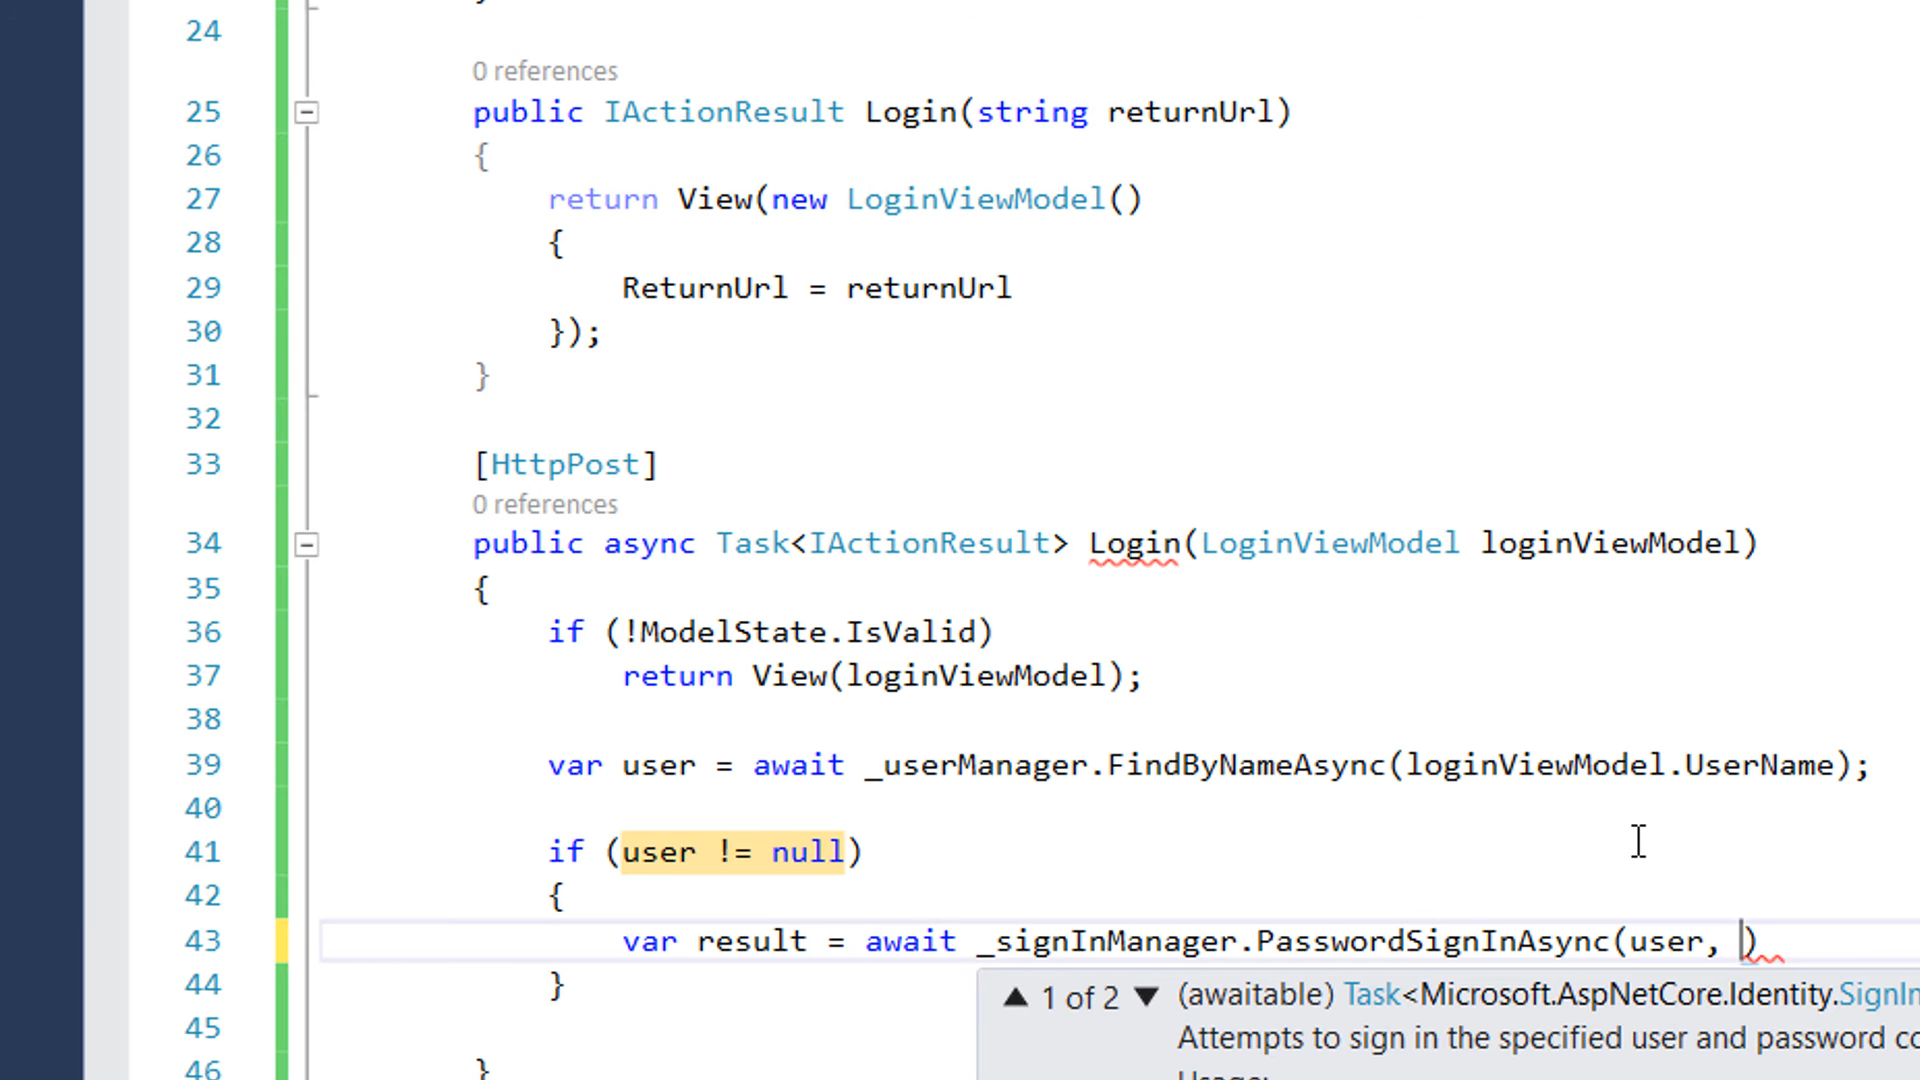 24
0 references
25 public IActionResult Login(string returnUrl)
26 {
27 return View(new LoginViewModel()
28 {
29 ReturnUrl = returnUrl
30 });
31 }
32
33 [HttpPost]
0 references
34 public async Task<IActionResult> Login(LoginViewModel loginViewModel)
35 {
36 if (!ModelState.IsValid)
37 return View(loginViewModel);
38
39 var user = await _userManager.FindByNameAsync(loginViewModel.UserName);
40
41 if (user != null)
42 {
43 var result = await _signInManager.PasswordSignInAsync(user, )
44 }
▲ 1 of 2 ▼ (awaitable) Task<Microsoft.AspNetCore.Identity.SignIn
Attempts to sign in the specified user and password co
Usage:
45
46 }